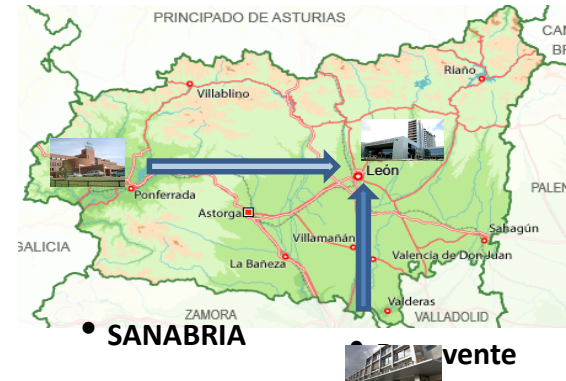 PRINCIPADO DE ASTURIAS
Riaño
Villablino
León
Ponferrada
Astorga
Sahagún
GALICIA
Villamañán
Valencia de Don Juan
La Bañeza
Valderas
ZAMORA
VALLADOLID
• SANABRIA
vente